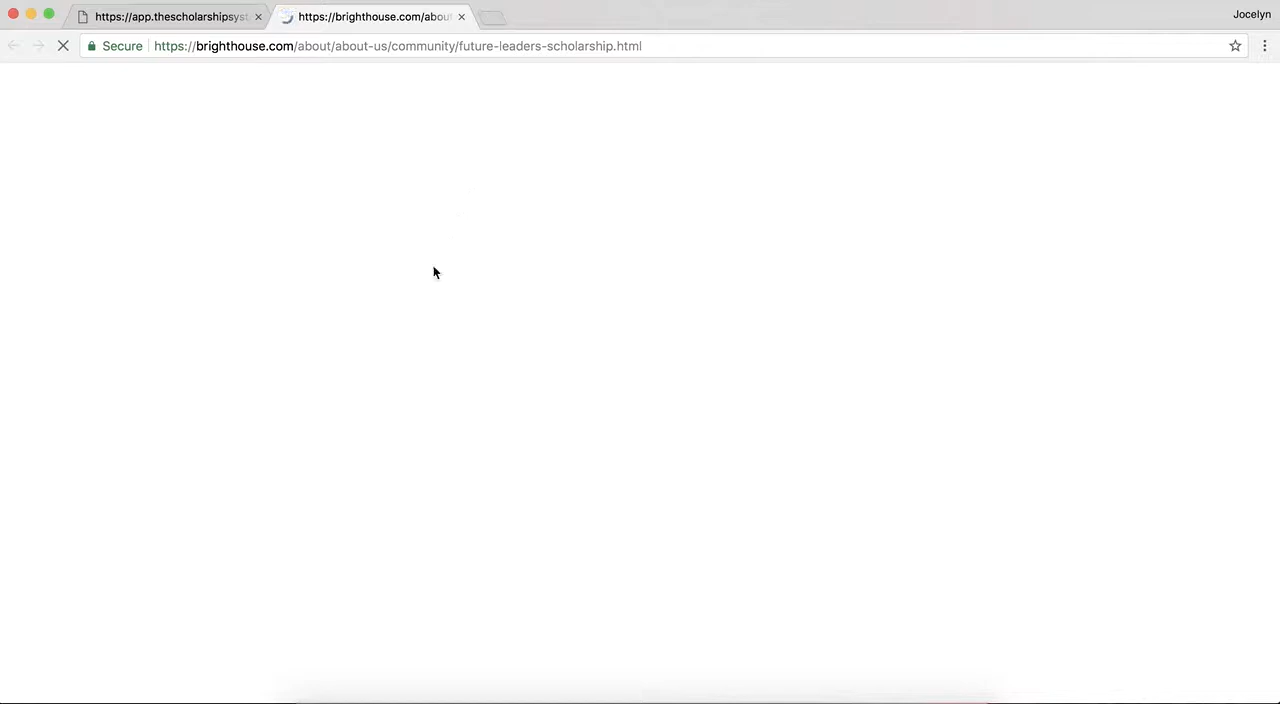 https://app.thescholarshipsyst
https://brighthouse.com/abou
Jocelyn
Secure
https://brighthouse.com/about/about-us/community/future-leaders-scholarship.html